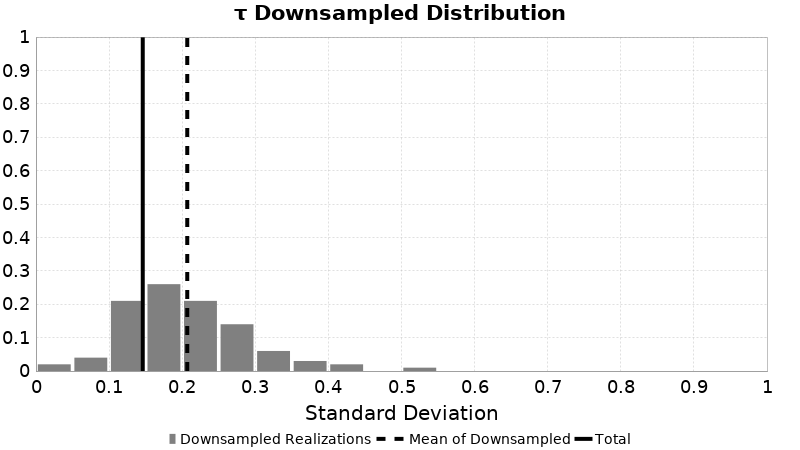 τ Downsampled Distribution
1
0.9
0.8
0.7
0.6
0.5
0.4
0.3
0.2
0.1
0
0 0.1 0.2 0.3 0.4 0.5 0.6 0.7 0.8 0.9 1
Standard Deviation
Downsampled Realizations Mean of Downsampled Total